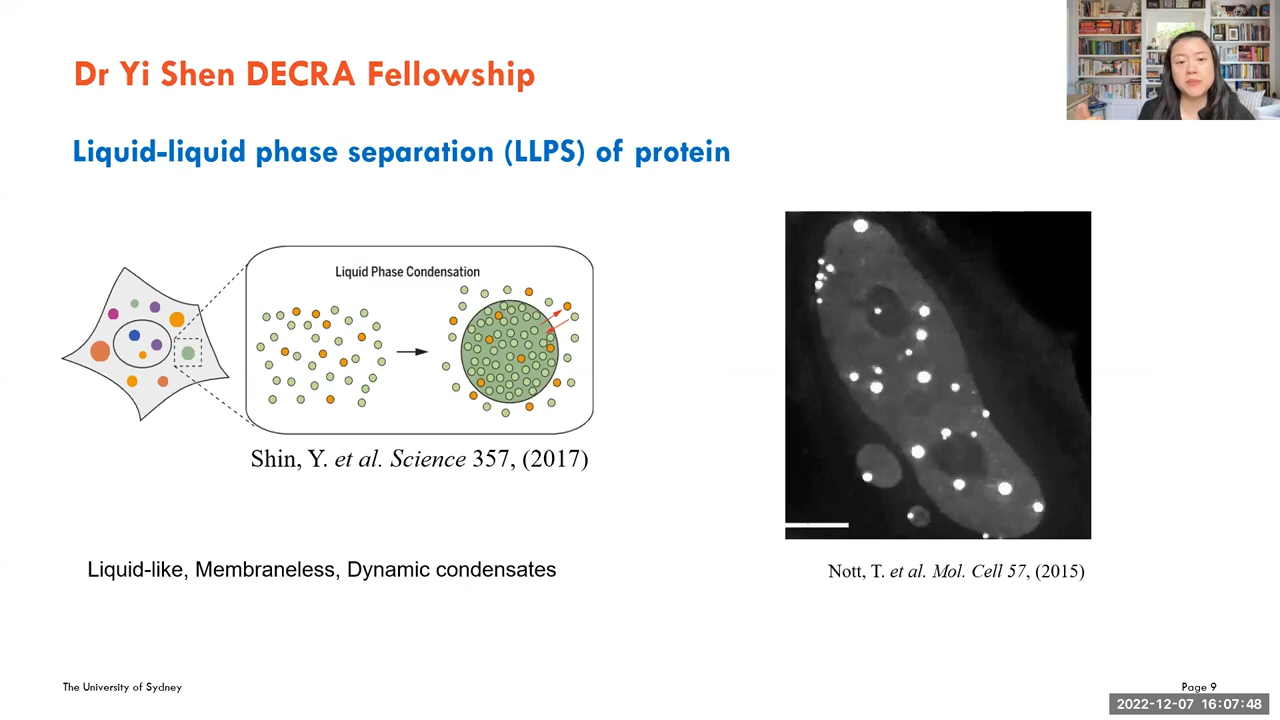 Dr Yi Shen DECRA Fellowship
Liquid-liquid phase separation (LLPS) of protein
Liquid Phase Condensation
Shin, Y. et al. Science 357, (2017)
Liquid-like, Membraneless, Dynamic condensates
Nott, T. et al. Mol. Cell 57, (2015)
The University of Sydney
Page 9
2022-12-07 16:07:48